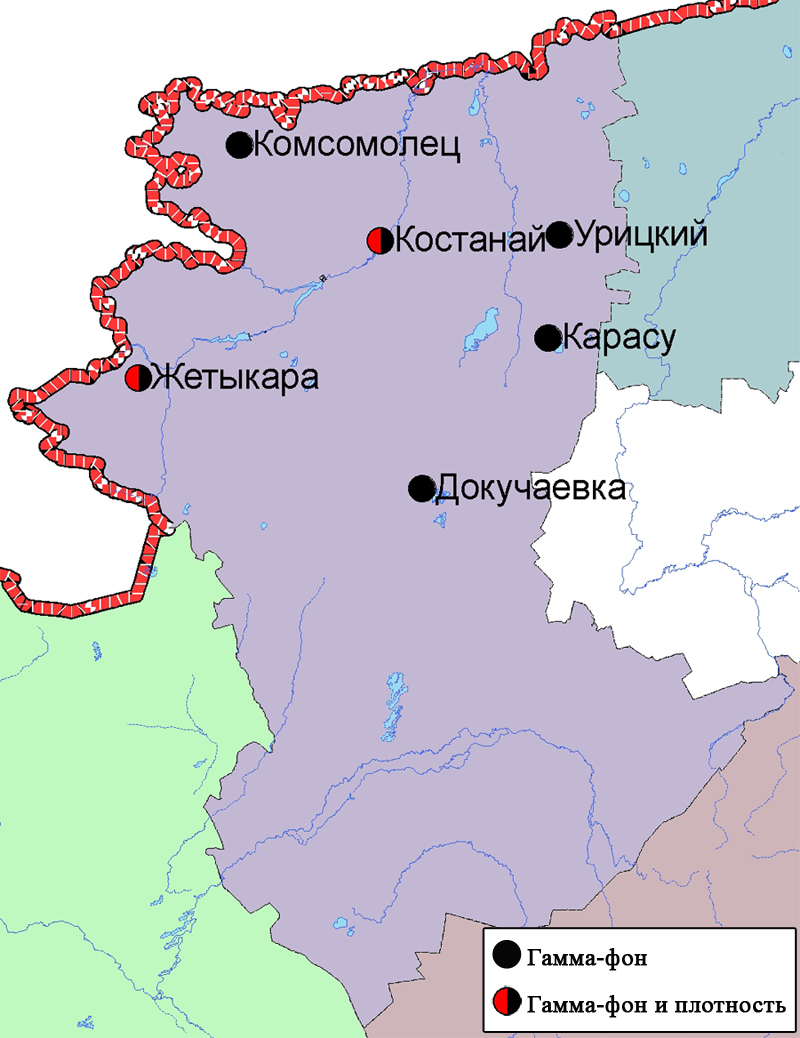 Комсомолец
Костанай
Урицкий
Карасу
Жетыкара
Докучаевка
Гамма-фон
Гамма-фон и плотность